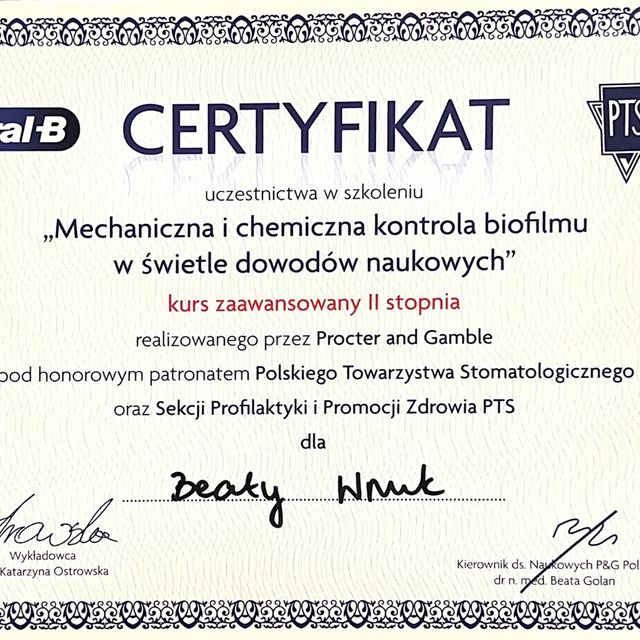 ral-B
CERTYFIKAT
PTS
uczestnictwa w szkoleniu
„Mechaniczna i chemiczna kontrola biofilmu
w świetle dowodów naukowych”
kurs zaawansowany II stopnia
realizowanego przez Procter and Gamble
pod honorowym patronatem Polskiego Towarzystwa Stomatologicznego
oraz Sekcji Profilaktyki i Promocji Zdrowia PTS
dla
Beaty Wnuk
Wykładowca
Katarzyna Ostrowska
Kierownik ds. Naukowych P&G Pol
dr n. med. Beata Golan